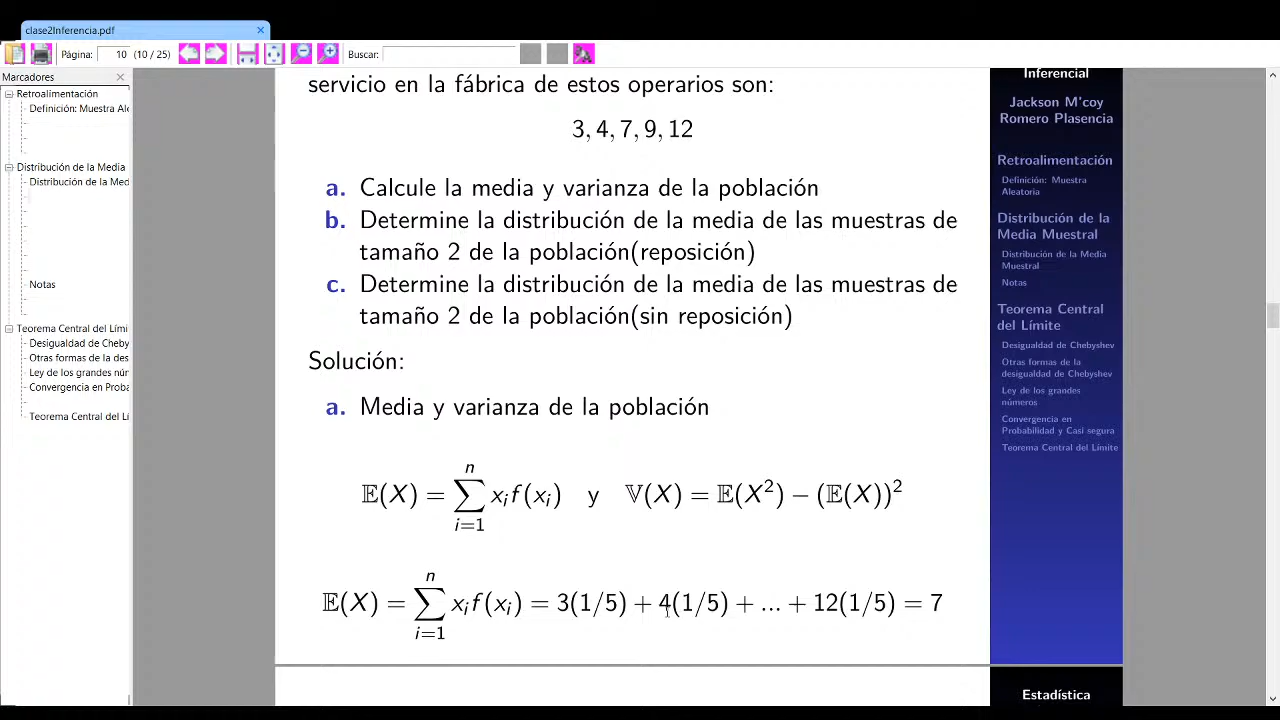 clase2Inferencia.pdf
Página: 10 (10 / 25) Buscar:
Marcadores
Retroalimentación
Definición: Muestra Ale
Distribución de la Media
Distribución de la Med
Notas
Teorema Central del Límit
Desigualdad de Cheby
Otras formas de la des
Ley de los grandes nún
Convergencia en Proba
Teorema Central del Lí
servicio en la fábrica de estos operarios son:
3, 4, 7, 9, 12
a. Calcule la media y varianza de la población
b. Determine la distribución de la media de las muestras de
tamaño 2 de la población(reposición)
c. Determine la distribución de la media de las muestras de
tamaño 2 de la población(sin reposición)
Solución:
a. Media y varianza de la población
𝔼(X) = ∑_{i=1}^{n} x_i f(x_i) y 𝕍(X) = 𝔼(X²) − (𝔼(X))²
𝔼(X) = ∑_{i=1}^{n} x_i f(x_i) = 3(1/5) + 4(1/5) + ... + 12(1/5) = 7
Inferencial
Jackson M'coy
Romero Plasencia
Retroalimentación
Definición: Muestra
Aleatoria
Distribución de la
Media Muestral
Distribución de la Media
Muestral
Notas
Teorema Central
del Límite
Desigualdad de Chebyshev
Otras formas de la
desigualdad de Chebyshev
Ley de los grandes
números
Convergencia en
Probabilidad y Casi segura
Teorema Central del Límite
Estadística